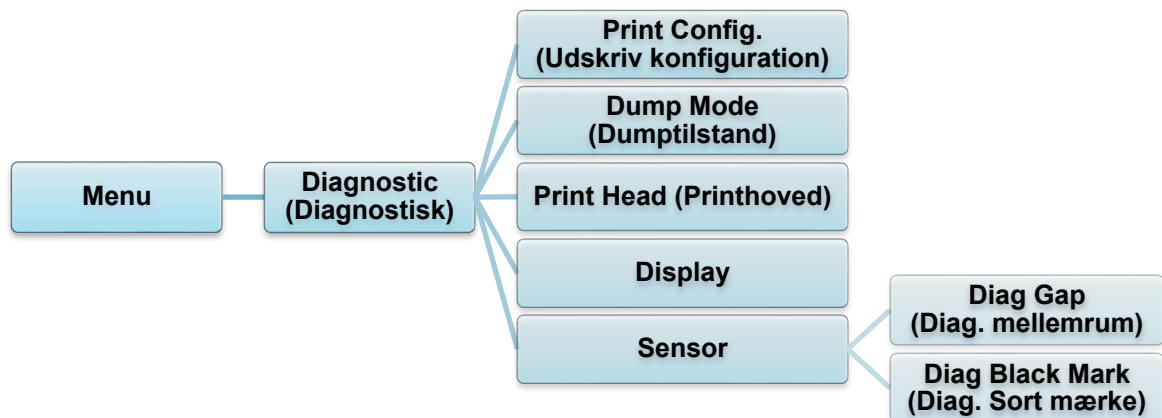 Print Config.
(Udskriv konfiguration)
Dump Mode
(Dumptilstand)
Menu
Diagnostic
(Diagnostisk)
Print Head (Printhoved)
Display
Sensor
Diag Gap
(Diag. mellemrum)
Diag Black Mark
(Diag. Sort mærke)